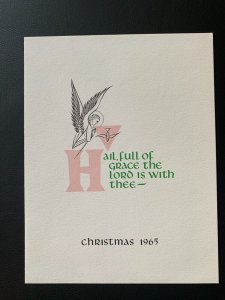 Hail, full of
grace the
lord is with
thee—
Christmas 1965